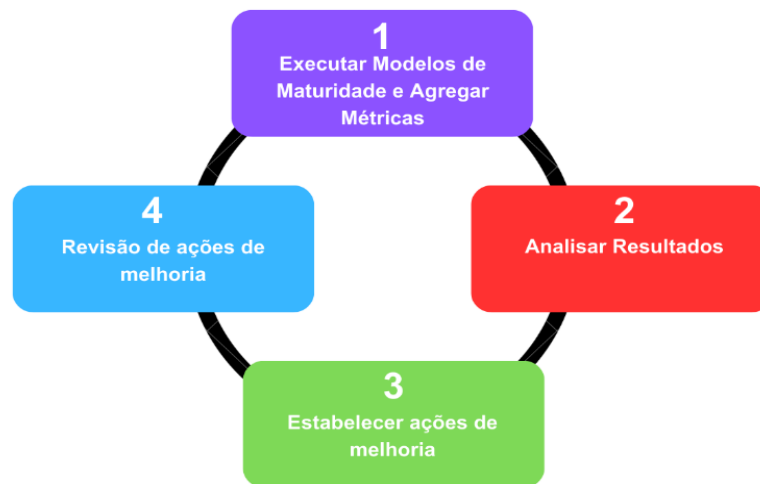 1
Executar Modelos de
Maturidade e Agregar
Métricas
2
Analisar Resultados
3
Estabelecer ações de
melhoria
4
Revisão de ações de
melhoria